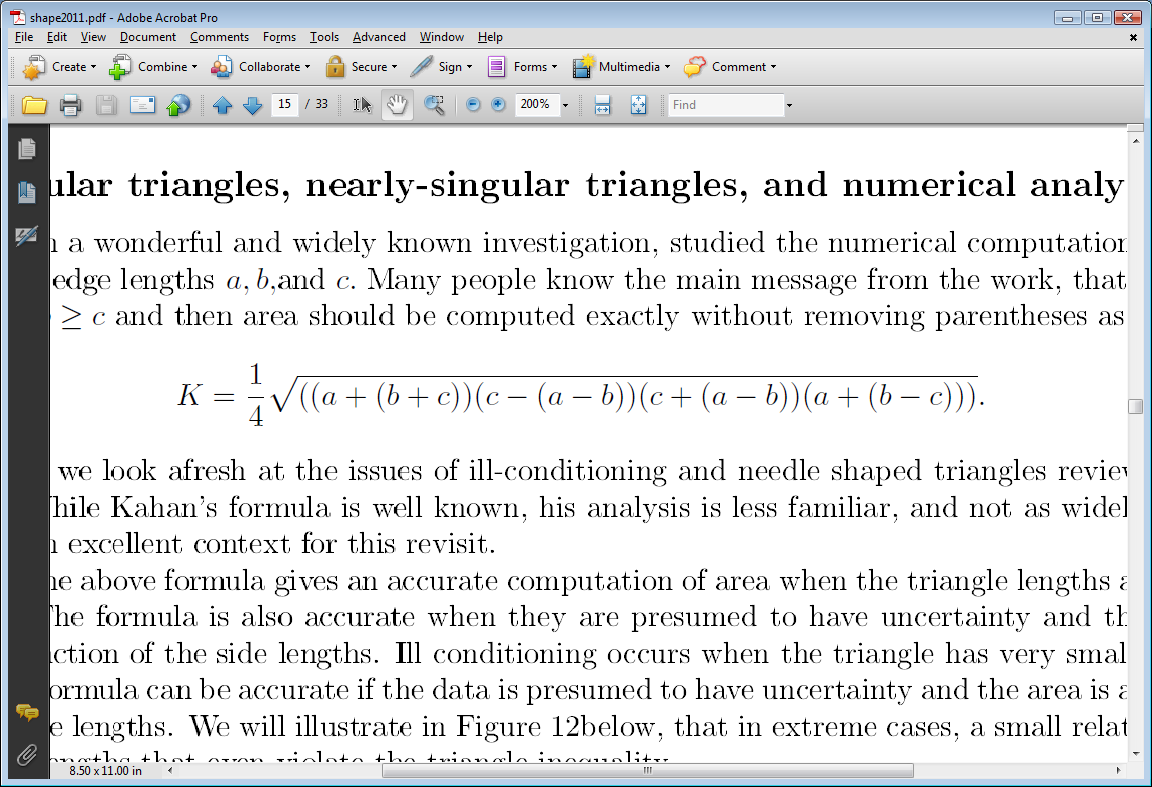 shape2011.pdf - Adobe Acrobat Pro
File Edit View Document Comments Forms Tools Advanced Window Help
Create Combine Collaborate Secure Sign Forms Multimedia Comment
15 / 33 200% Find
ular triangles, nearly-singular triangles, and numerical analy
n a wonderful and widely known investigation, studied the numerical computation
edge lengths a, b,and c. Many people know the main message from the work, that
≥ c and then area should be computed exactly without removing parentheses as
K = 1/4 √(((a + (b + c))(c − (a − b))(c + (a − b))(a + (b − c))).
we look afresh at the issues of ill-conditioning and needle shaped triangles review
hile Kahan's formula is well known, his analysis is less familiar, and not as widel
n excellent context for this revisit.
he above formula gives an accurate computation of area when the triangle lengths a
The formula is also accurate when they are presumed to have uncertainty and th
ction of the side lengths. Ill conditioning occurs when the triangle has very smal
ormula can be accurate if the data is presumed to have uncertainty and the area is a
e lengths. We will illustrate in Figure 12below, that in extreme cases, a small relat
engths that even violate the triangle inequality.
8.50 x 11.00 in